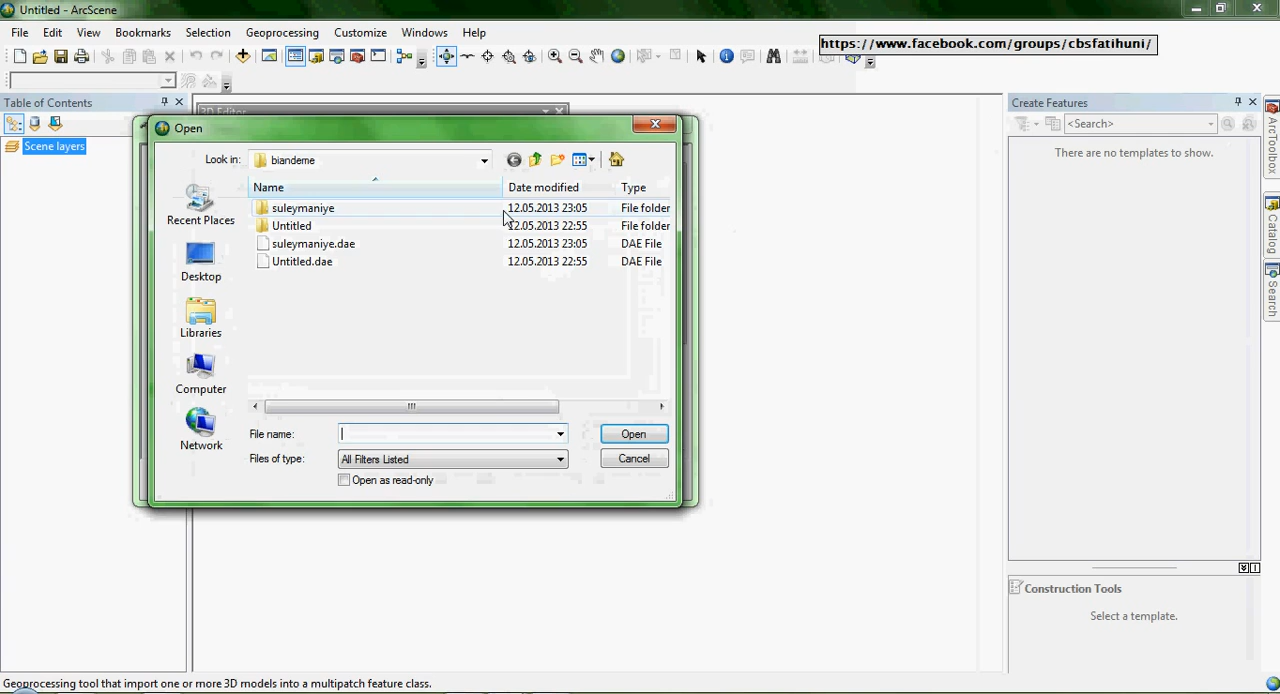 Untitled - ArcScene
File Edit View Bookmarks Selection Geoprocessing Customize Windows Help
https://www.facebook.com/groups/cbsfatihuni/
Table of Contents
Scene layers
3D Editor
Open
Look in: biandeme
Name Date modified Type
suleymaniye 12.05.2013 23:05 File folder
Untitled 12.05.2013 22:55 File folder
suleymaniye.dae 12.05.2013 23:05 DAE File
Untitled.dae 12.05.2013 22:55 DAE File
Recent Places
Desktop
Libraries
Computer
Network
File name: Open
Files of type: All Filters Listed Cancel
Open as read-only
Create Features
<Search>
There are no templates to show.
Construction Tools
Select a template.
ArcToolbox
Catalog
Search
Geoprocessing tool that import one or more 3D models into a multipatch feature class.